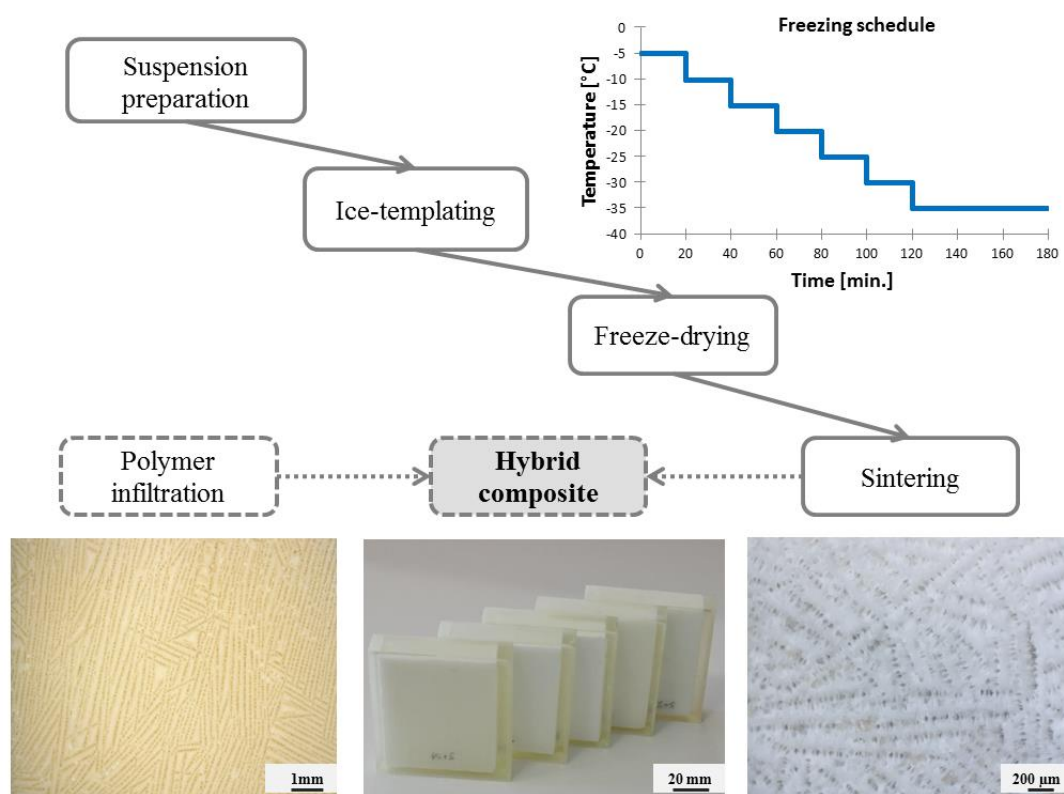 Suspension
preparation
Ice-templating
Freeze-drying
Sintering
Polymer
infiltration
Hybrid
composite
Freezing schedule
Temperature [°C]
0
-5
-10
-15
-20
-25
-30
-35
-40
0 20 40 60 80 100 120 140 160 180
Time [min.]
1mm
20 mm
200 µm